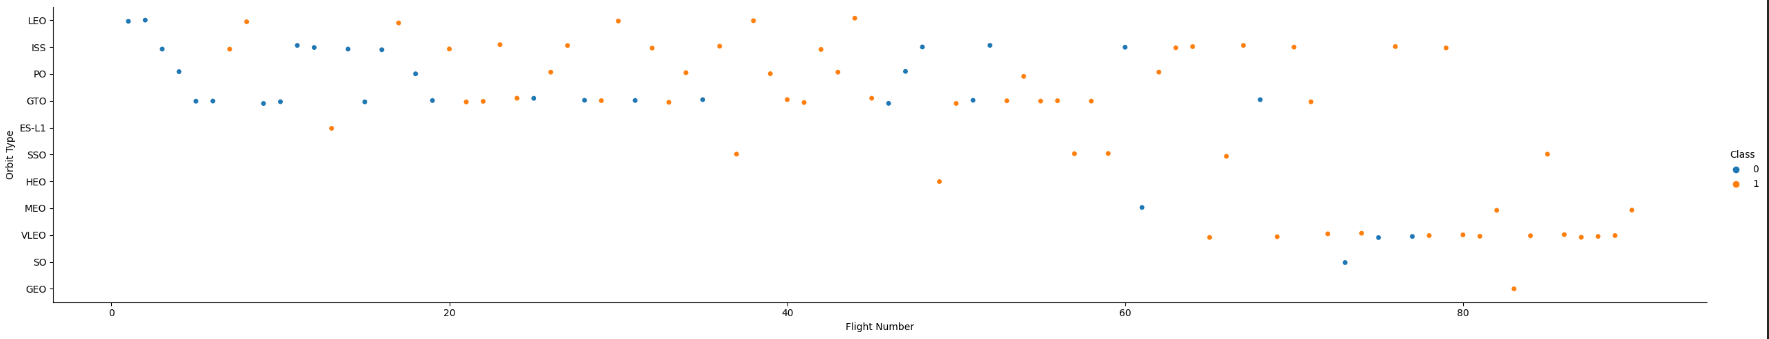 LEO
ISS
PO
GTO
ES-L1
SSO
HEO
MEO
VLEO
SO
GEO
Orbit Type
0 20 40 60 80
Flight Number
Class
0
1